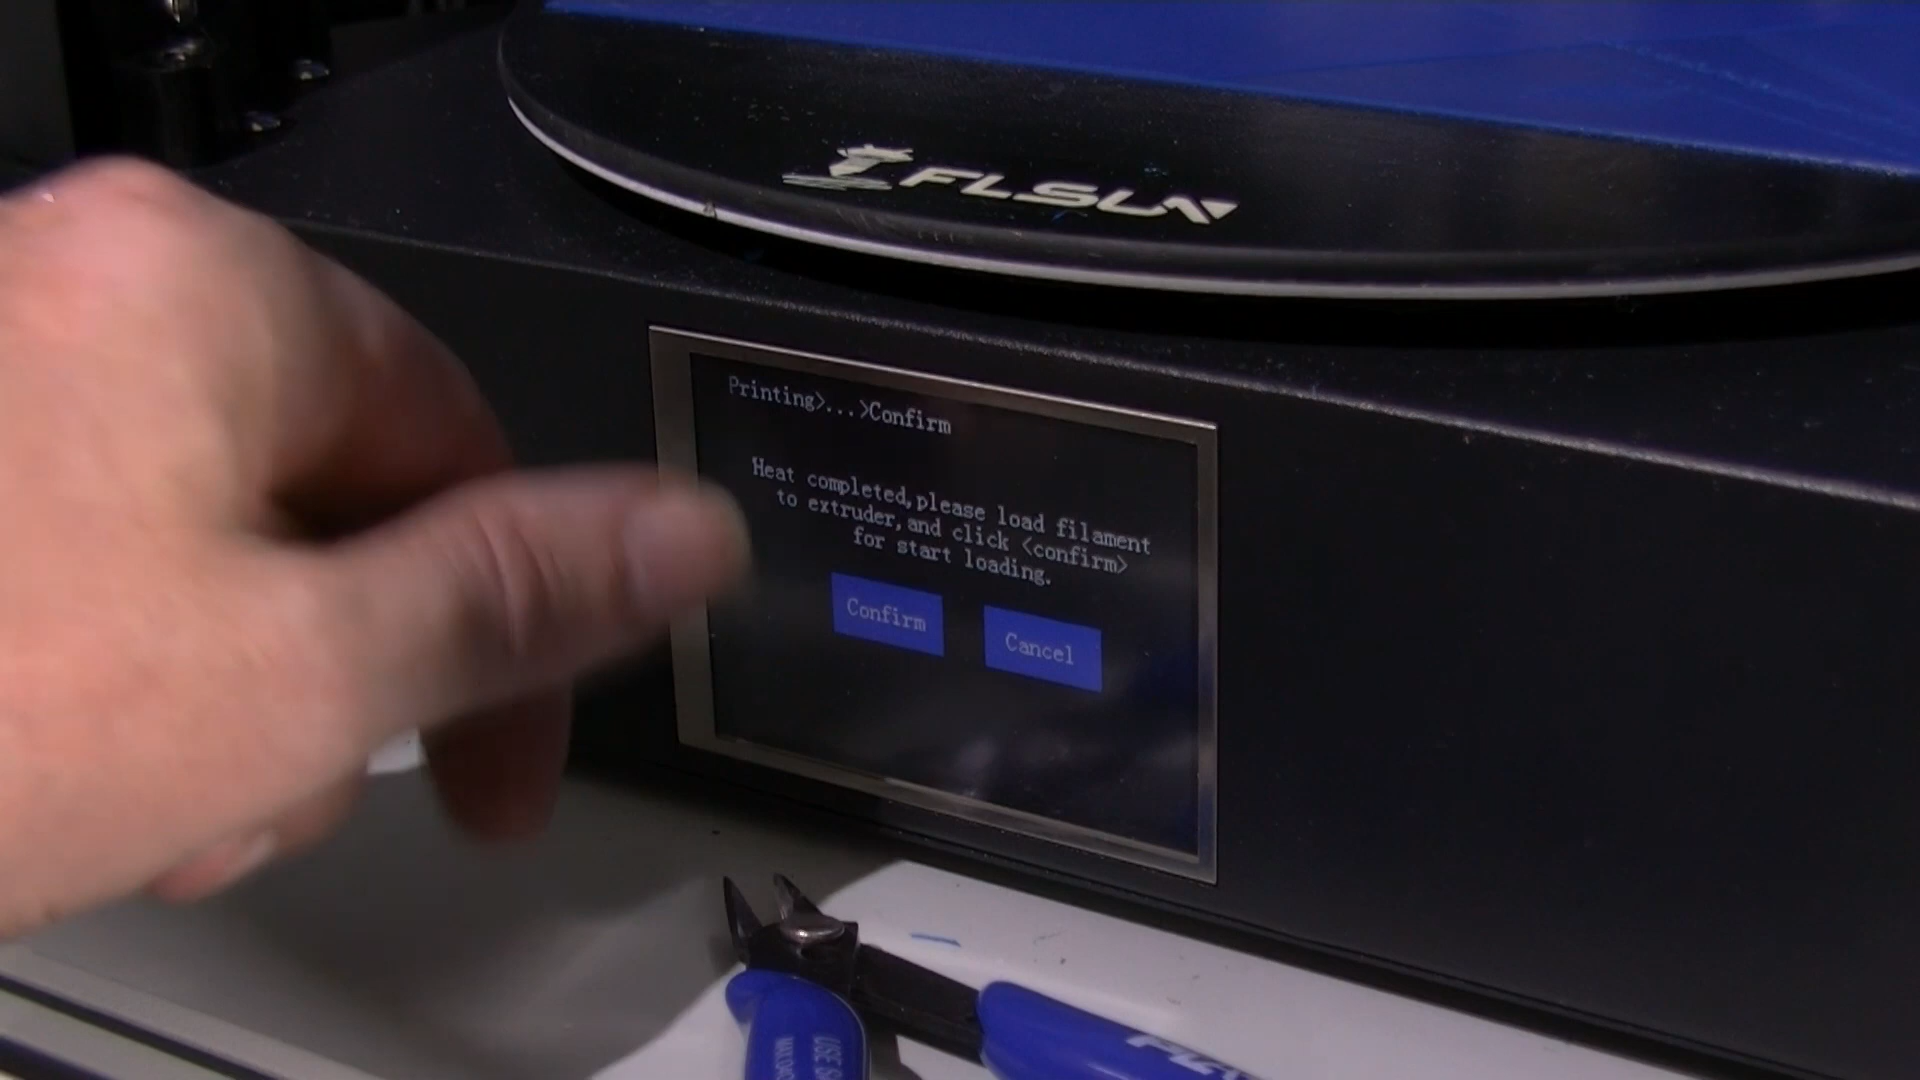 FLSUN
Printing>...>Confirm
Heat completed,please load filament
to extruder,and click <confirm>
for start loading.
Confirm
Cancel